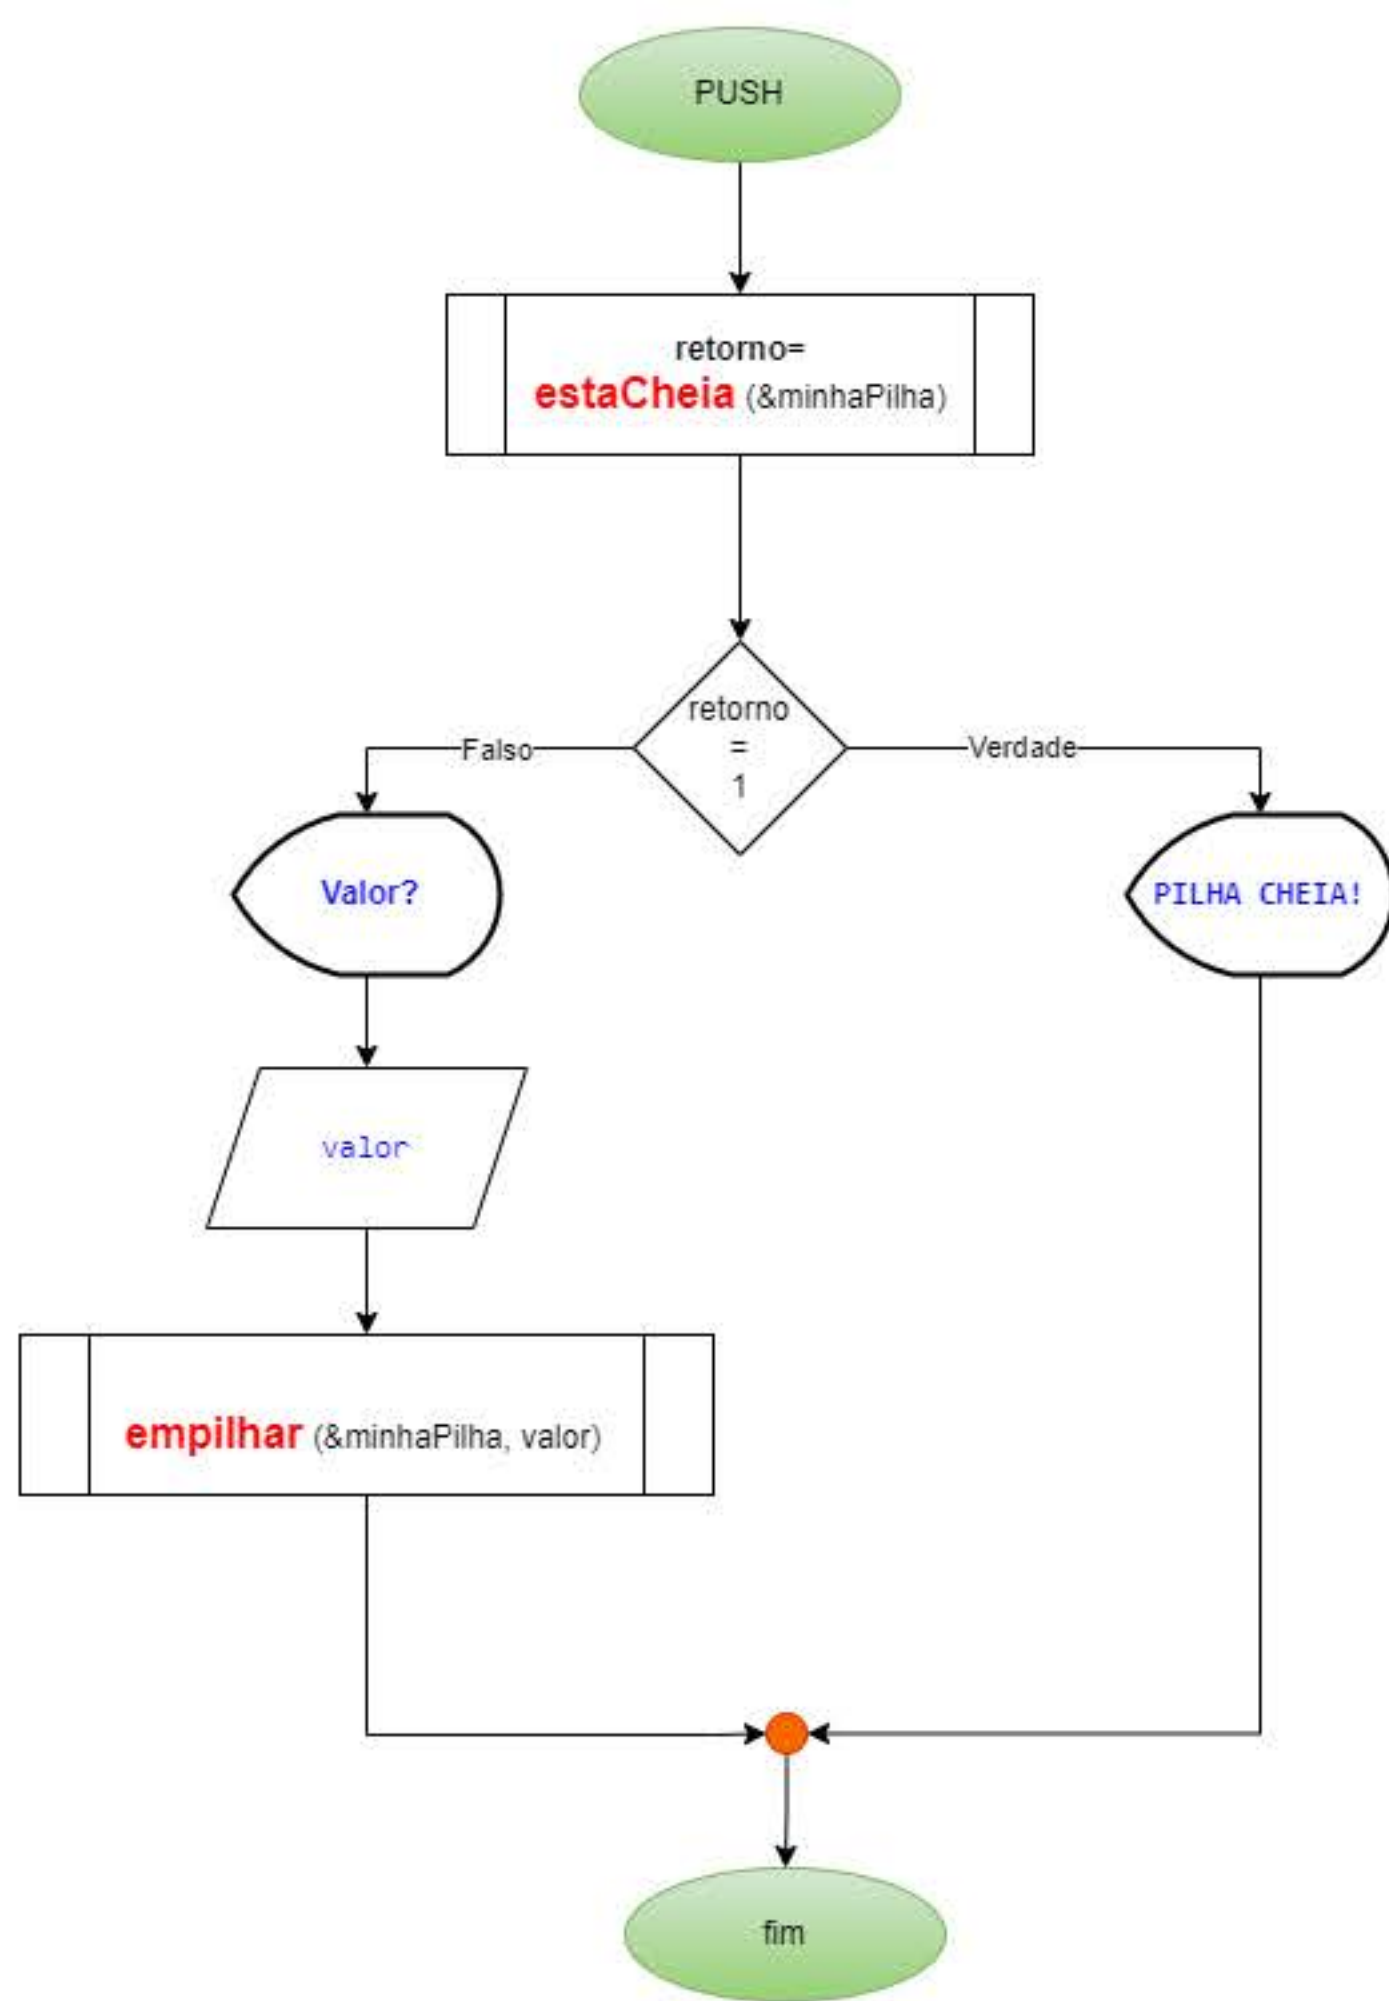 PUSH
retorno=
estaCheia (&minhaPilha)
retorno
=
1
Falso
Verdade
Valor?
PILHA CHEIA!
valor
empilhar (&minhaPilha, valor)
fim